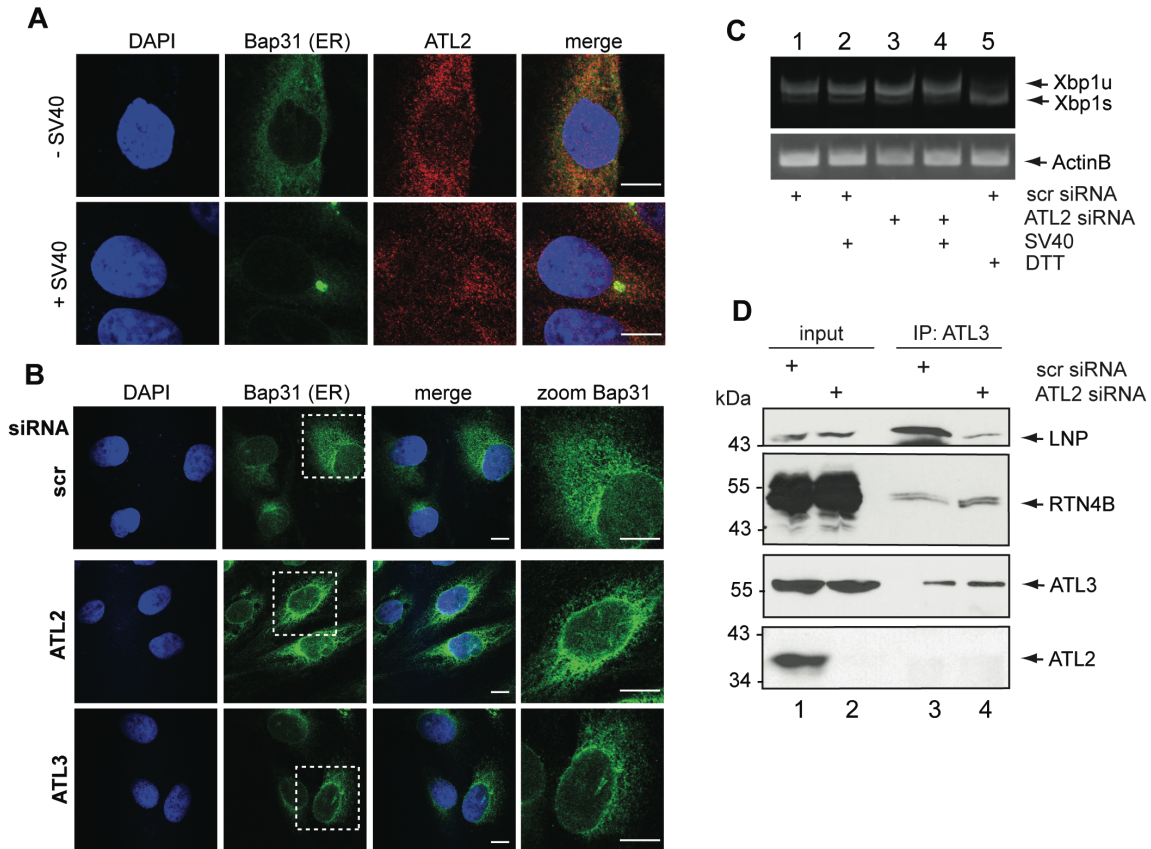 A
DAPI Bap31 (ER) ATL2 merge
- SV40
+ SV40
B
DAPI Bap31 (ER) merge zoom Bap31
siRNA
scr
ATL2
ATL3
C
1 2 3 4 5
Xbp1u
Xbp1s
ActinB
+ + + scr siRNA
+ + ATL2 siRNA
+ + SV40
+ DTT
D
input IP: ATL3
+ + scr siRNA
+ + ATL2 siRNA
kDa
43 LNP
55 RTN4B
43
55 ATL3
43 ATL2
34
1 2 3 4